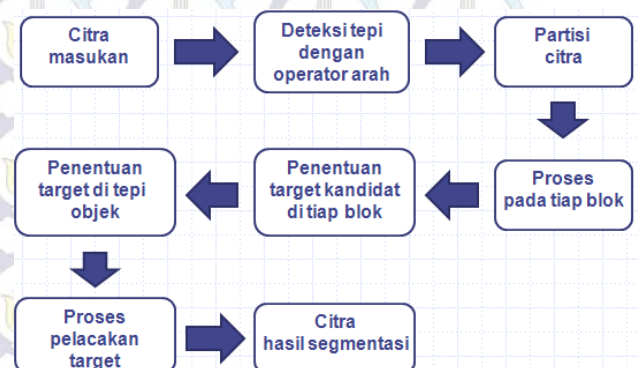 Citra
masukan
Deteksi tepi
dengan
operator arah
Partisi
citra
Proses
pada tiap blok
Penentuan
target kandidat
di tiap blok
Penentuan
target di tepi
objek
Proses
pelacakan
target
Citra
hasil segmentasi